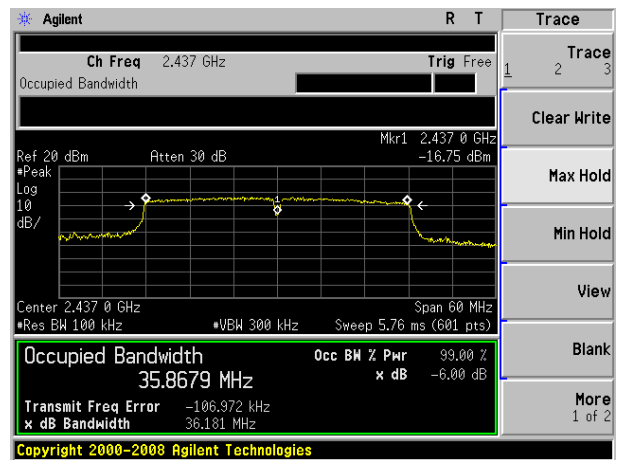 Agilent R T Trace
Ch Freq 2.437 GHz Trig Free
Occupied Bandwidth
Trace
1 2 3
Clear Write
Max Hold
Min Hold
View
Blank
More
1 of 2
Mkr1 2.437 0 GHz
Ref 20 dBm Atten 30 dB -16.75 dBm
#Peak
Log
10
dB/
1
Center 2.437 0 GHz Span 60 MHz
#Res BW 100 kHz #VBW 300 kHz Sweep 5.76 ms (601 pts)
Occupied Bandwidth Occ BW % Pwr 99.00 %
35.8679 MHz x dB -6.00 dB
Transmit Freq Error -106.972 kHz
x dB Bandwidth 36.181 MHz
Copyright 2000-2008 Agilent Technologies